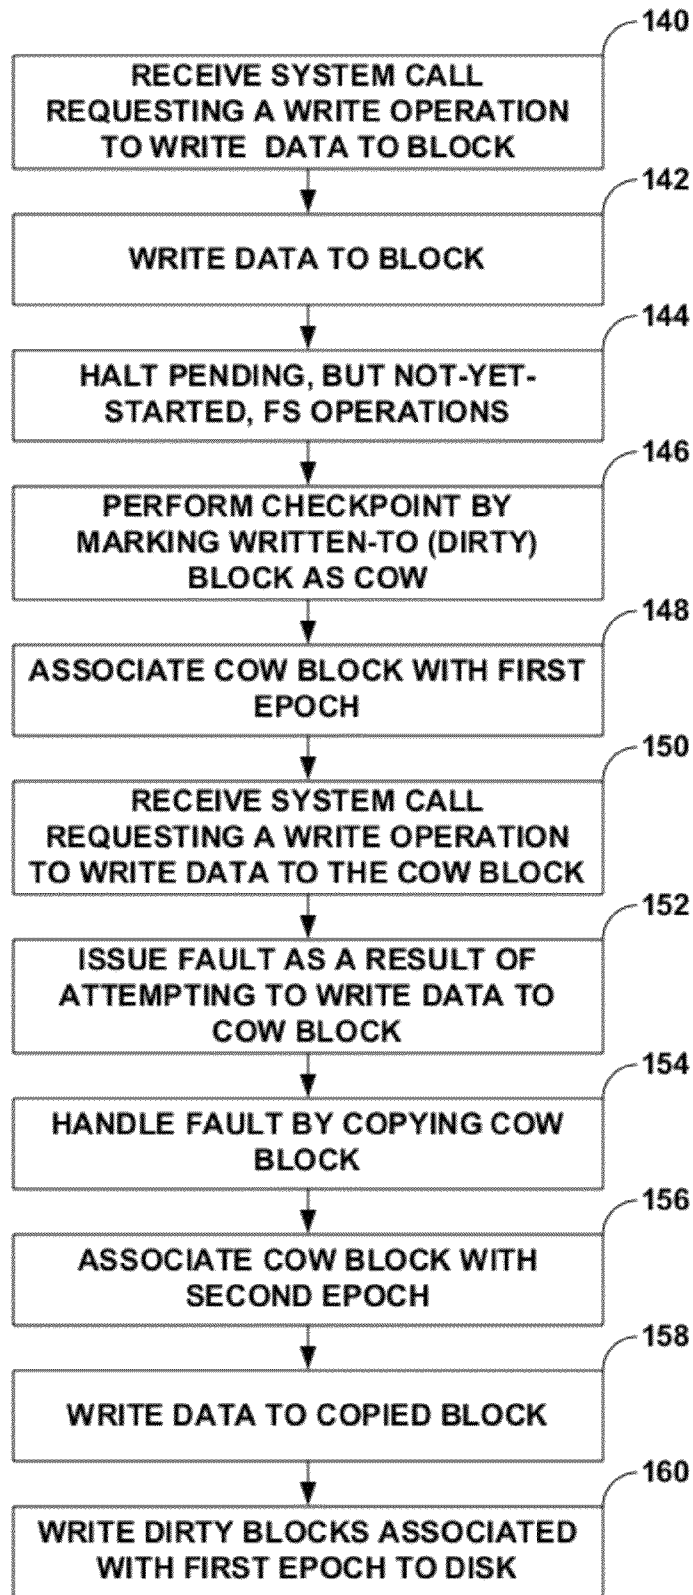 140
RECEIVE SYSTEM CALL
REQUESTING A WRITE OPERATION
TO WRITE DATA TO BLOCK
142
WRITE DATA TO BLOCK
144
HALT PENDING, BUT NOT-YET-
STARTED, FS OPERATIONS
146
PERFORM CHECKPOINT BY
MARKING WRITTEN-TO (DIRTY)
BLOCK AS COW
148
ASSOCIATE COW BLOCK WITH FIRST
EPOCH
150
RECEIVE SYSTEM CALL
REQUESTING A WRITE OPERATION
TO WRITE DATA TO THE COW BLOCK
152
ISSUE FAULT AS A RESULT OF
ATTEMPTING TO WRITE DATA TO
COW BLOCK
154
HANDLE FAULT BY COPYING COW
BLOCK
156
ASSOCIATE COW BLOCK WITH
SECOND EPOCH
158
WRITE DATA TO COPIED BLOCK
160
WRITE DIRTY BLOCKS ASSOCIATED
WITH FIRST EPOCH TO DISK